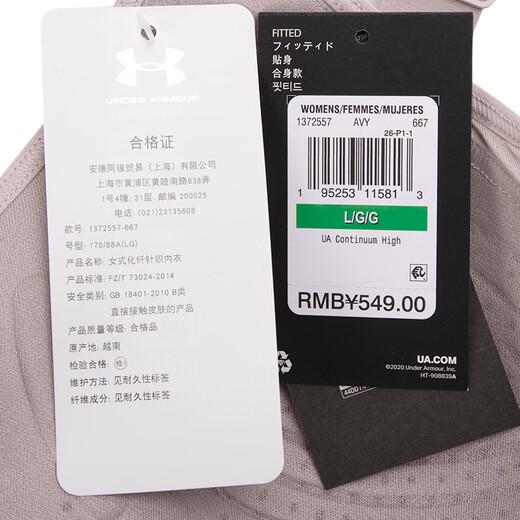 UNDER ARMOUR
合格证
安德阿镆贸易（上海）有限公司
上海市黄浦区黄陂南路838弄
1号4幢, 31层, 邮编 200025
电话: (021)23135608
款号: 1372557-667
号型: 170/88A(LG)
产品名称: 女式化纤针织内衣
产品标准: FZ/T 73024-2014
安全类别: GB 18401-2010 B类
直接接触皮肤的产品
产品质量等级: 合格品
原产地: 越南
检验合格: 检1
维护方法: 见耐久性标签
纤维成分: 见耐久性标签
FITTED
フィッティド
貼身
合身款
핏티드
WOMENS/FEMMES/MUJERES
1372557 AVY 667
26-P1-1
1 95253 11581 3
L/G/G
UA Continuum High
RMB¥549.00
UA.COM
©2020 Under Armour, Inc.
HT-908839A